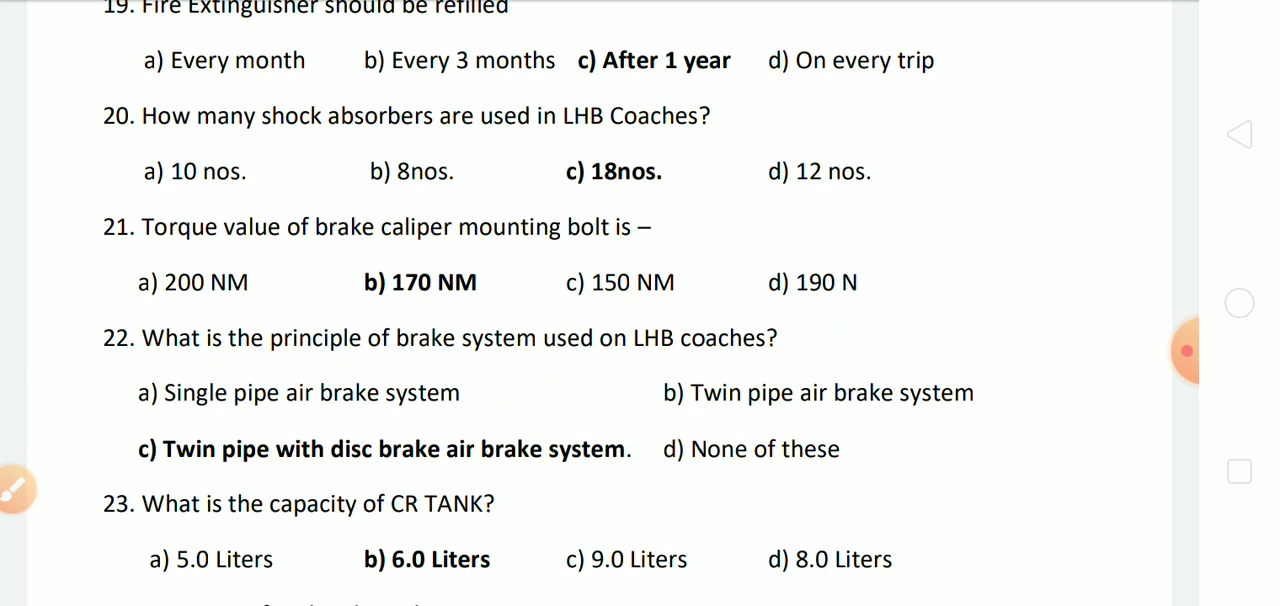 19. Fire Extinguisher should be refilled
a) Every month b) Every 3 months c) After 1 year d) On every trip
20. How many shock absorbers are used in LHB Coaches?
a) 10 nos. b) 8nos. c) 18nos. d) 12 nos.
21. Torque value of brake caliper mounting bolt is –
a) 200 NM b) 170 NM c) 150 NM d) 190 N
22. What is the principle of brake system used on LHB coaches?
a) Single pipe air brake system b) Twin pipe air brake system
c) Twin pipe with disc brake air brake system. d) None of these
23. What is the capacity of CR TANK?
a) 5.0 Liters b) 6.0 Liters c) 9.0 Liters d) 8.0 Liters